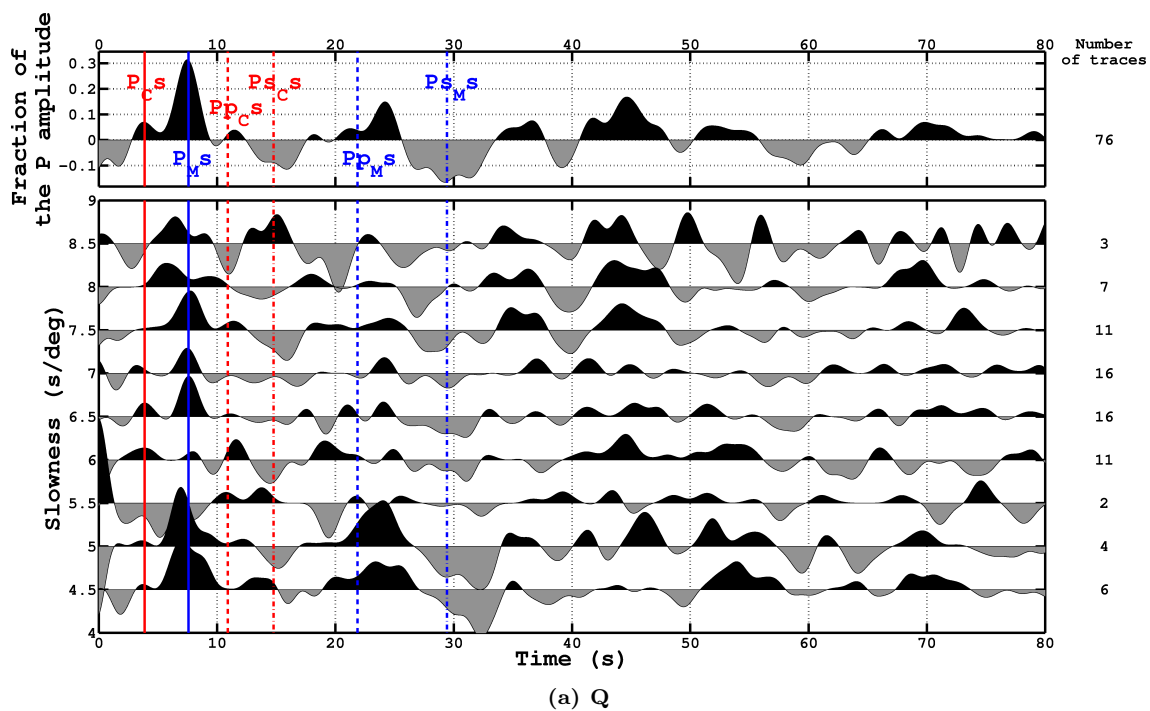 0 10 20 30 40 50 60 70 80
Number
of traces
Fraction of
the P amplitude
0.3
0.2
0.1
0
-0.1
PCs
PpCs
PsCs
PMs
PpMs
PsMs
76
Slowness (s/deg)
9
8.5 3
8 7
7.5 11
7 16
6.5 16
6 11
5.5 2
5 4
4.5 6
4
0 10 20 30 40 50 60 70 80
Time (s)
(a) Q